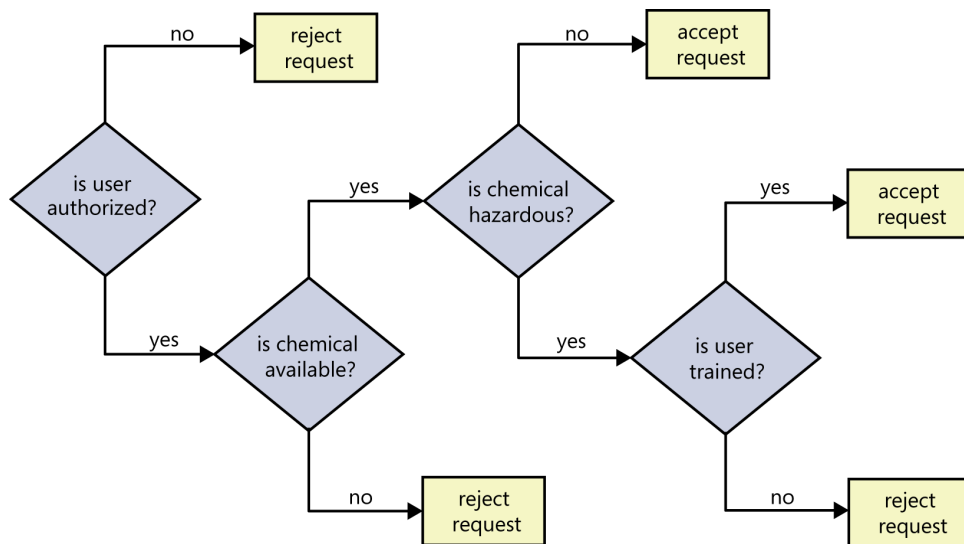 no
reject
request
no
accept
request
is user
authorized?
yes
is chemical
hazardous?
yes
accept
request
yes
is chemical
available?
yes
is user
trained?
no
reject
request
no
reject
request